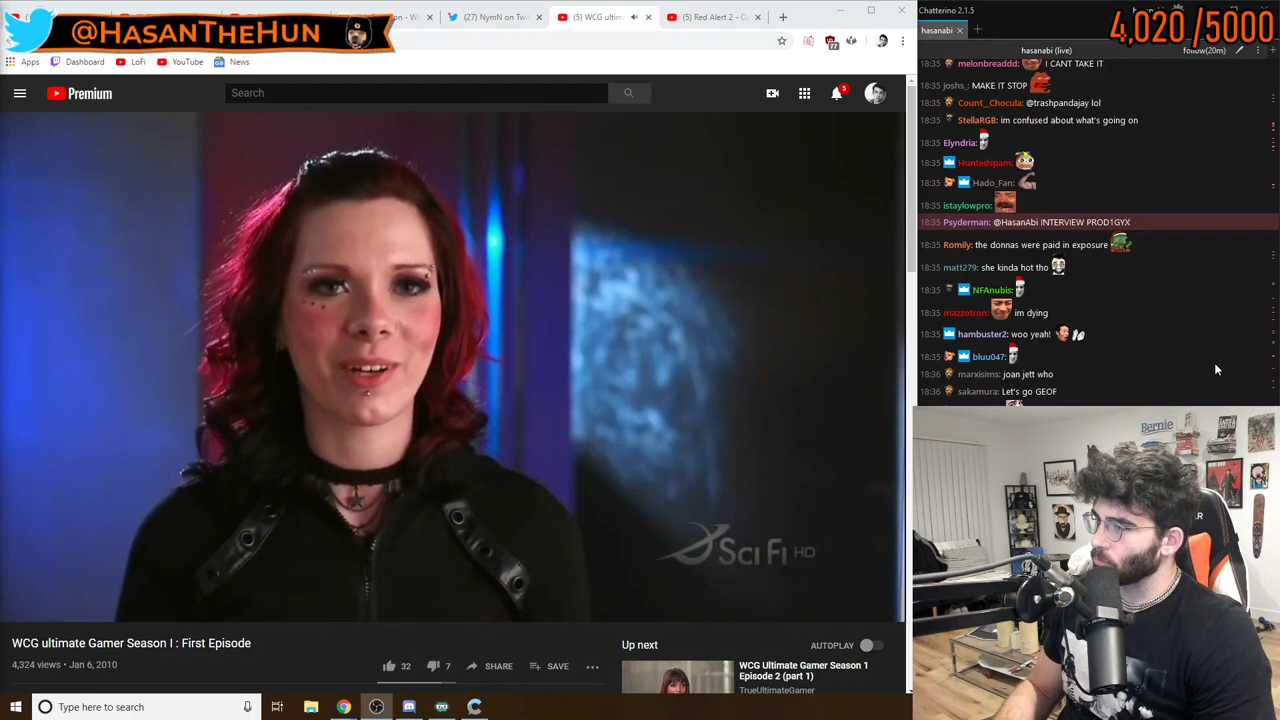 @HasanTheHun
(27) NymN on Twit
(5) WCG ultim
(5) Red Alert 2 - O
Chatterino 2.1.5
4,020 /5000
hasanabi
Apps
Dashboard
LoFi
YouTube
News
hasanabi (live)
follow(20m)
Premium
Search
5
77
18:35 melonbreaddd: I CANT TAKE IT
18:35 joshs_: MAKE IT STOP
18:35 Count__Chocula: @trashpandajay lol
18:35 StellaRGB: im confused about what's going on
18:35 Elyndria:
18:35 Huntedspam:
18:35 Hado_Fan:
18:35 istaylowpro:
18:35 Psyderman: @HasanAbi INTERVIEW PROD1GYX
18:35 Romily: the donnas were paid in exposure
18:35 matt279: she kinda hot tho
18:35 NFAnubis:
18:35 mazzotron: im dying
18:35 hambuster2: woo yeah!
18:35 bluu047:
18:36 marxisims: joan jett who
18:36 sakamura: Let's go GEOF
Bernie
Sci Fi HD
WCG ultimate Gamer Season I : First Episode
4,324 views • Jan 6, 2010
32
7
SHARE
SAVE
Up next
AUTOPLAY
WCG Ultimate Gamer Season 1
Episode 2 (part 1)
TrueUltimateGamer
Type here to search